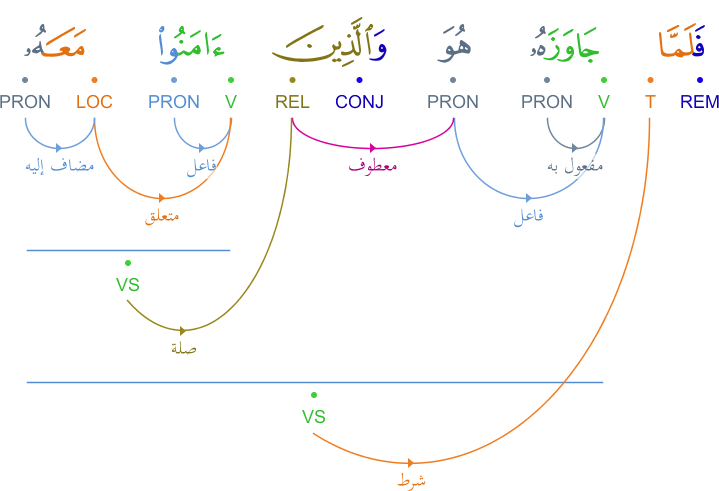 فَلَمَّا جَاوَزَهُۥ هُوَ وَٱلَّذِينَ ءَامَنُوا۟ مَعَهُۥ
PRON LOC PRON V REL CONJ PRON PRON V T REM
مضاف إليه فاعل معطوف مفعول به
متعلق فاعل
VS
صلة
VS
شرط